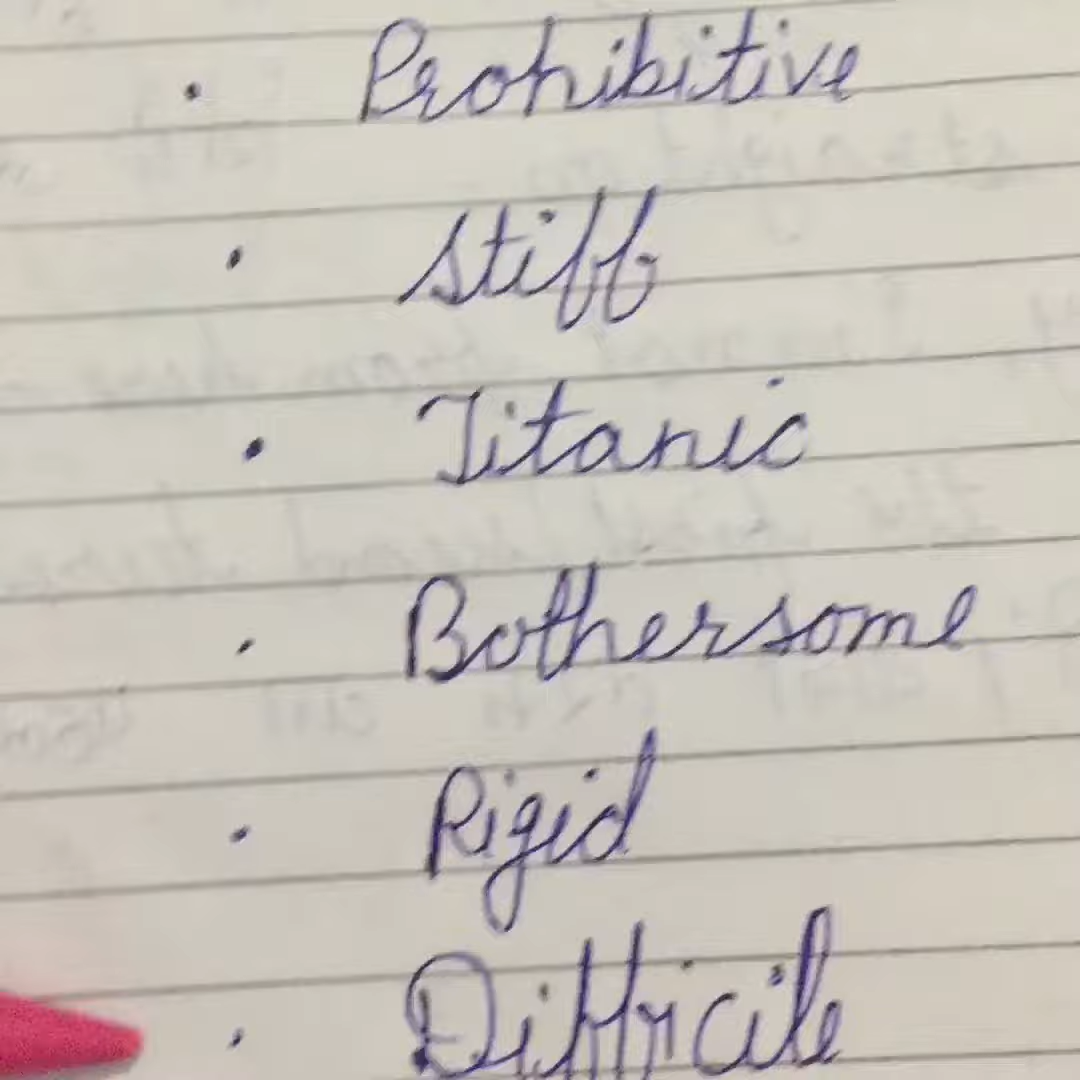 • Prohibitive
• Stiff
• Titanic
• Bothersome
• Rigid
• Difficile